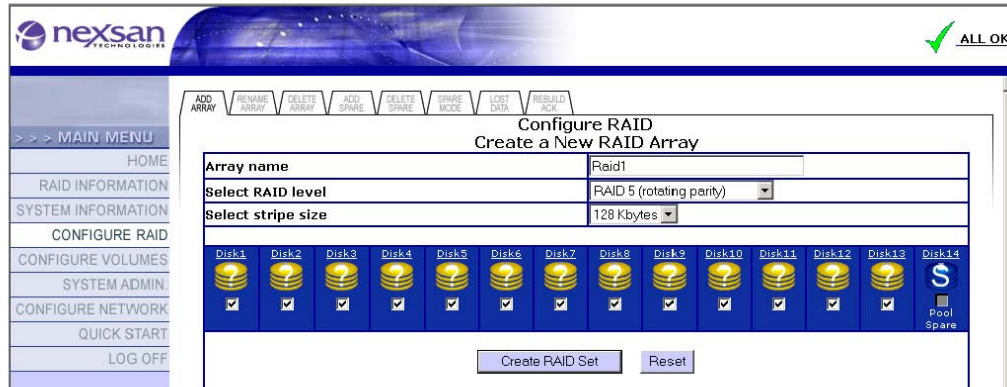 nexsan
TECHNOLOGIES
ALL OK
ADD ARRAY
RENAME ARRAY
DELETE ARRAY
ADD SPARE
DELETE SPARE
SPARE MODE
LOST DATA
REBUILD ACK
Configure RAID
Create a New RAID Array
> > > MAIN MENU
HOME
RAID INFORMATION
SYSTEM INFORMATION
CONFIGURE RAID
CONFIGURE VOLUMES
SYSTEM ADMIN.
CONFIGURE NETWORK
QUICK START
LOG OFF
Array name Raid1
Select RAID level RAID 5 (rotating parity)
Select stripe size 128 Kbytes
Disk1 Disk2 Disk3 Disk4 Disk5 Disk6 Disk7 Disk8 Disk9 Disk10 Disk11 Disk12 Disk13 Disk14
? ? ? ? ? ? ? ? ? ? ? ? ? S
Pool
Spare
Create RAID Set Reset